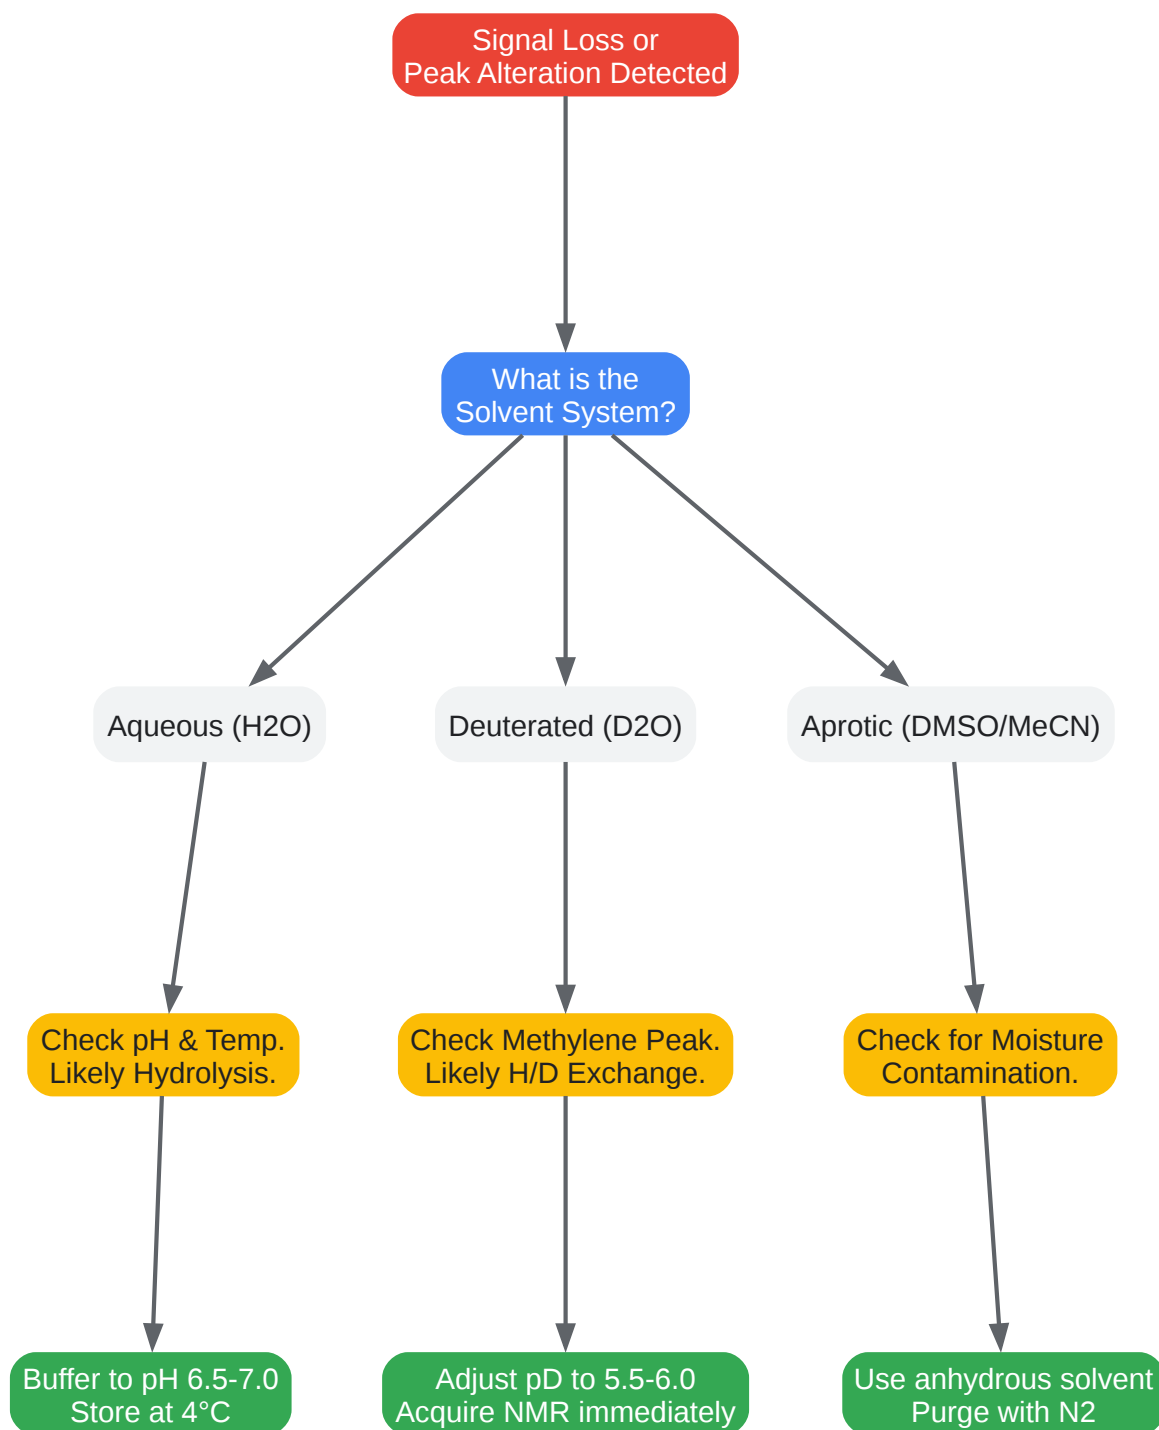 Signal Loss or
Peak Alteration Detected
What is the
Solvent System?
Aqueous (H2O)
Deuterated (D2O)
Aprotic (DMSO/MeCN)
Check pH & Temp.
Likely Hydrolysis.
Check Methylene Peak.
Likely H/D Exchange.
Check for Moisture
Contamination.
Buffer to pH 6.5-7.0
Store at 4°C
Adjust pD to 5.5-6.0
Acquire NMR immediately
Use anhydrous solvent
Purge with N2